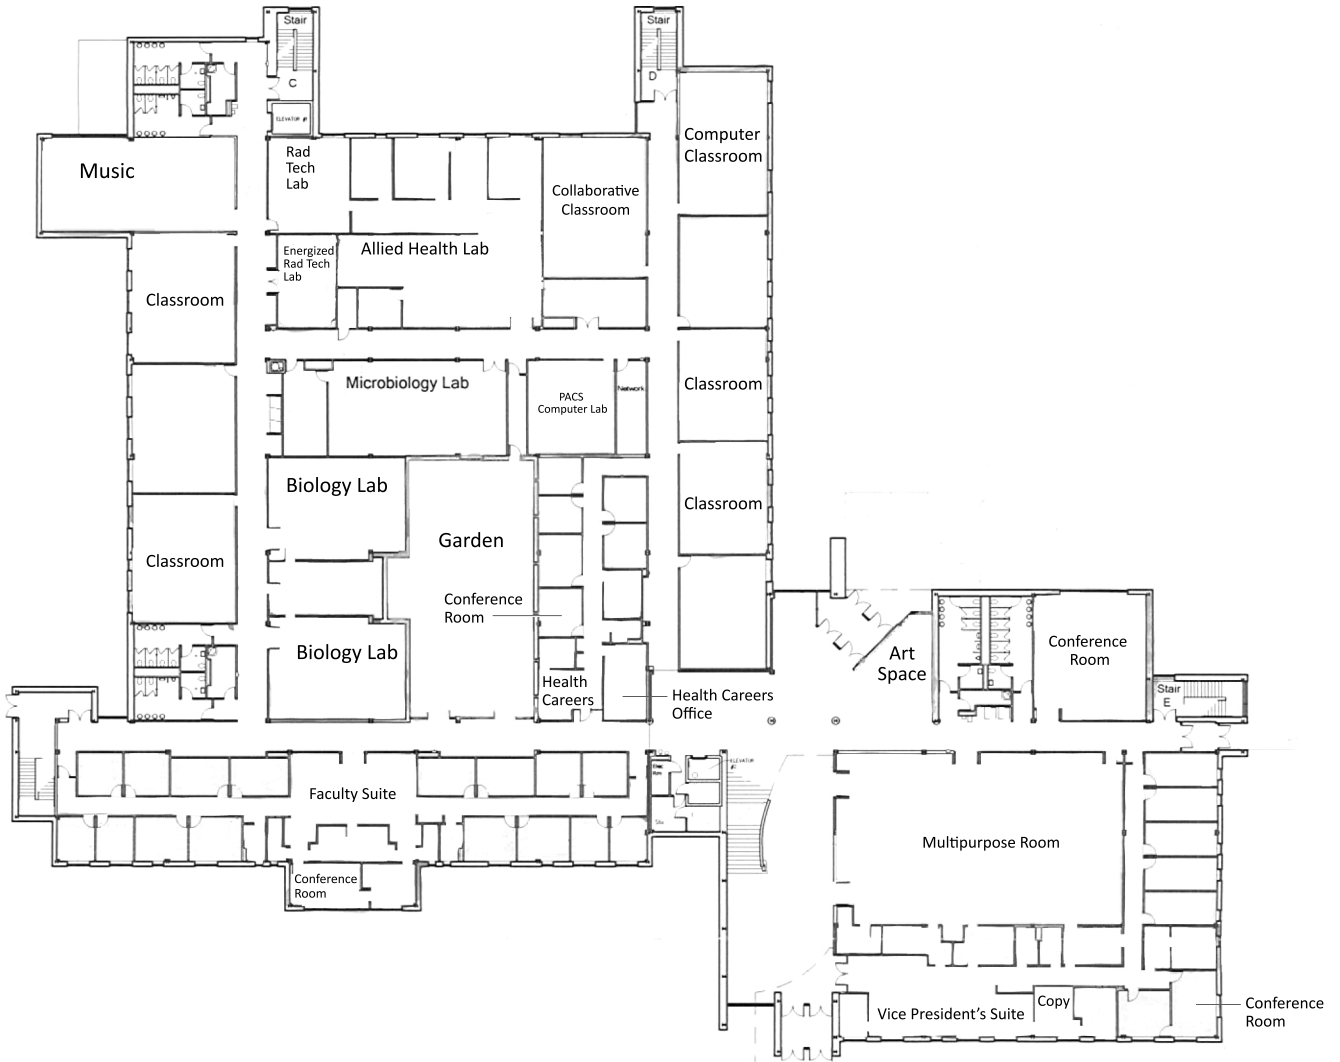 Stair
C
ELEVATOR
Stair
D
Computer
Classroom
Music
Rad
Tech
Lab
Collaborative
Classroom
Energized
Rad Tech
Lab
Allied Health Lab
Classroom
Microbiology Lab
PACS
Computer Lab
Network
Classroom
Biology Lab
Garden
Classroom
Classroom
Conference
Room
Biology Lab
Health
Careers
Health Careers
Office
Art
Space
Conference
Room
Stair
E
Elec
Rm
ELEVATOR
Faculty Suite
Multipurpose Room
Conference
Room
Vice President's Suite
Copy
Conference
Room